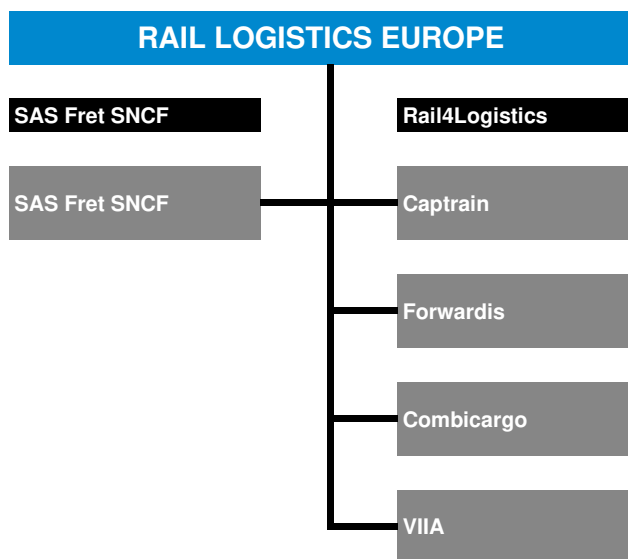 RAIL LOGISTICS EUROPE
SAS Fret SNCF
Rail4Logistics
SAS Fret SNCF
Captrain
Forwardis
Combicargo
VIIA